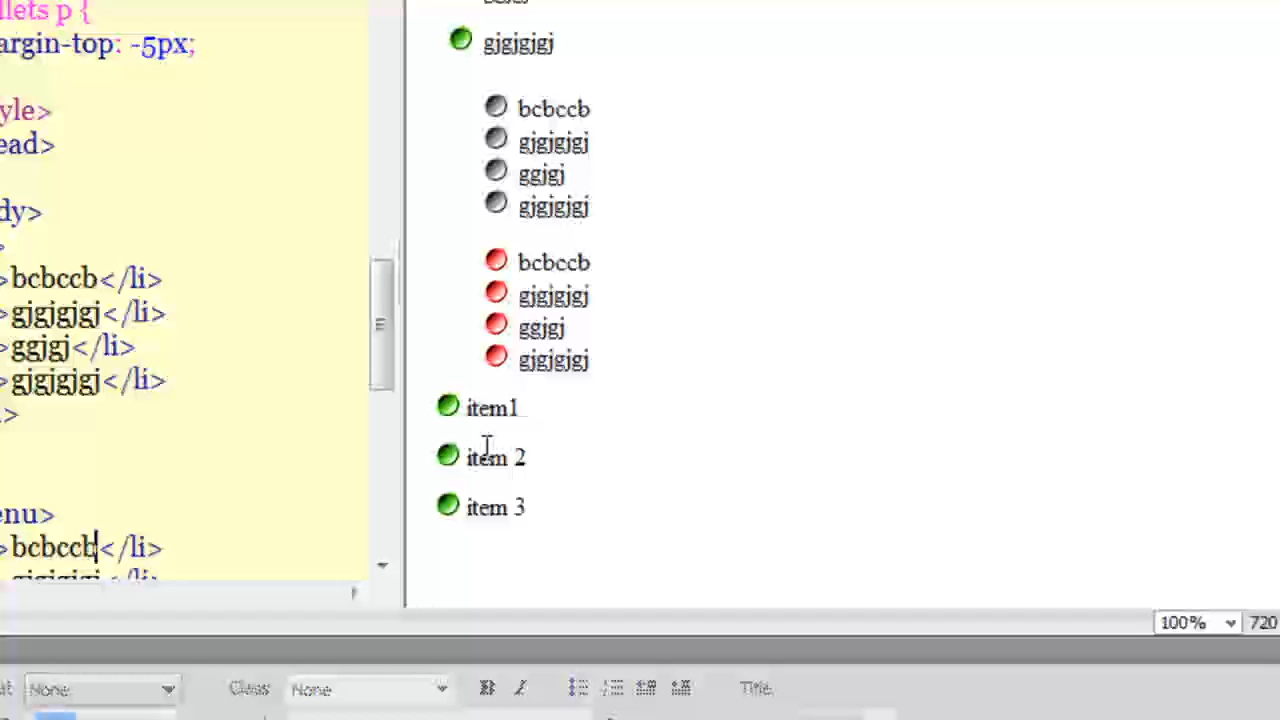 llets p {
argin-top: -5px;
yle>
ead>
dy>
>
>bcbccb</li>
>gjgjgjgj</li>
>ggjgj</li>
>gjgjgjgj</li>
>
enu>
>bcbccb</li>
gjgjgjgj
bcbccb
gjgjgjgj
ggjgj
gjgjgjgj
bcbccb
gjgjgjgj
ggjgj
gjgjgjgj
item1
item 2
item 3
100%
720
at
None
Class
None
Title